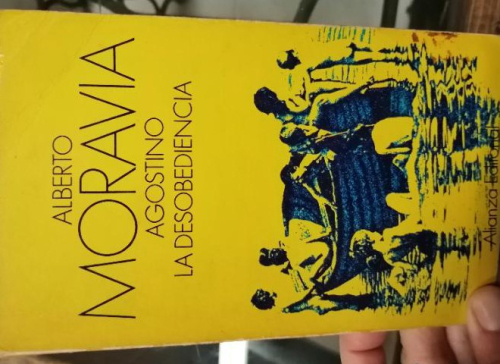 ALBERTO
MORAVIA
AGOSTINO
LA DESOBEDIENCIA
Alianza Editorial